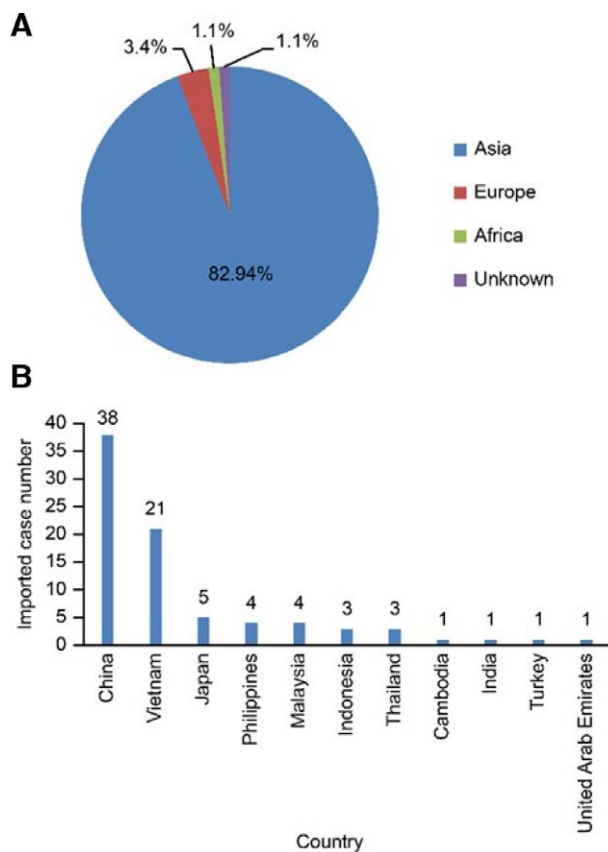 A
3.4%
1.1%
1.1%
82.94%
Asia
Europe
Africa
Unknown
B
Imported case number
40
35
30
25
20
15
10
5
0
38
21
5
4
4
3
3
1
1
1
1
China
Vietnam
Japan
Philippines
Malaysia
Indonesia
Thailand
Cambodia
India
Turkey
United Arab Emirates
Country